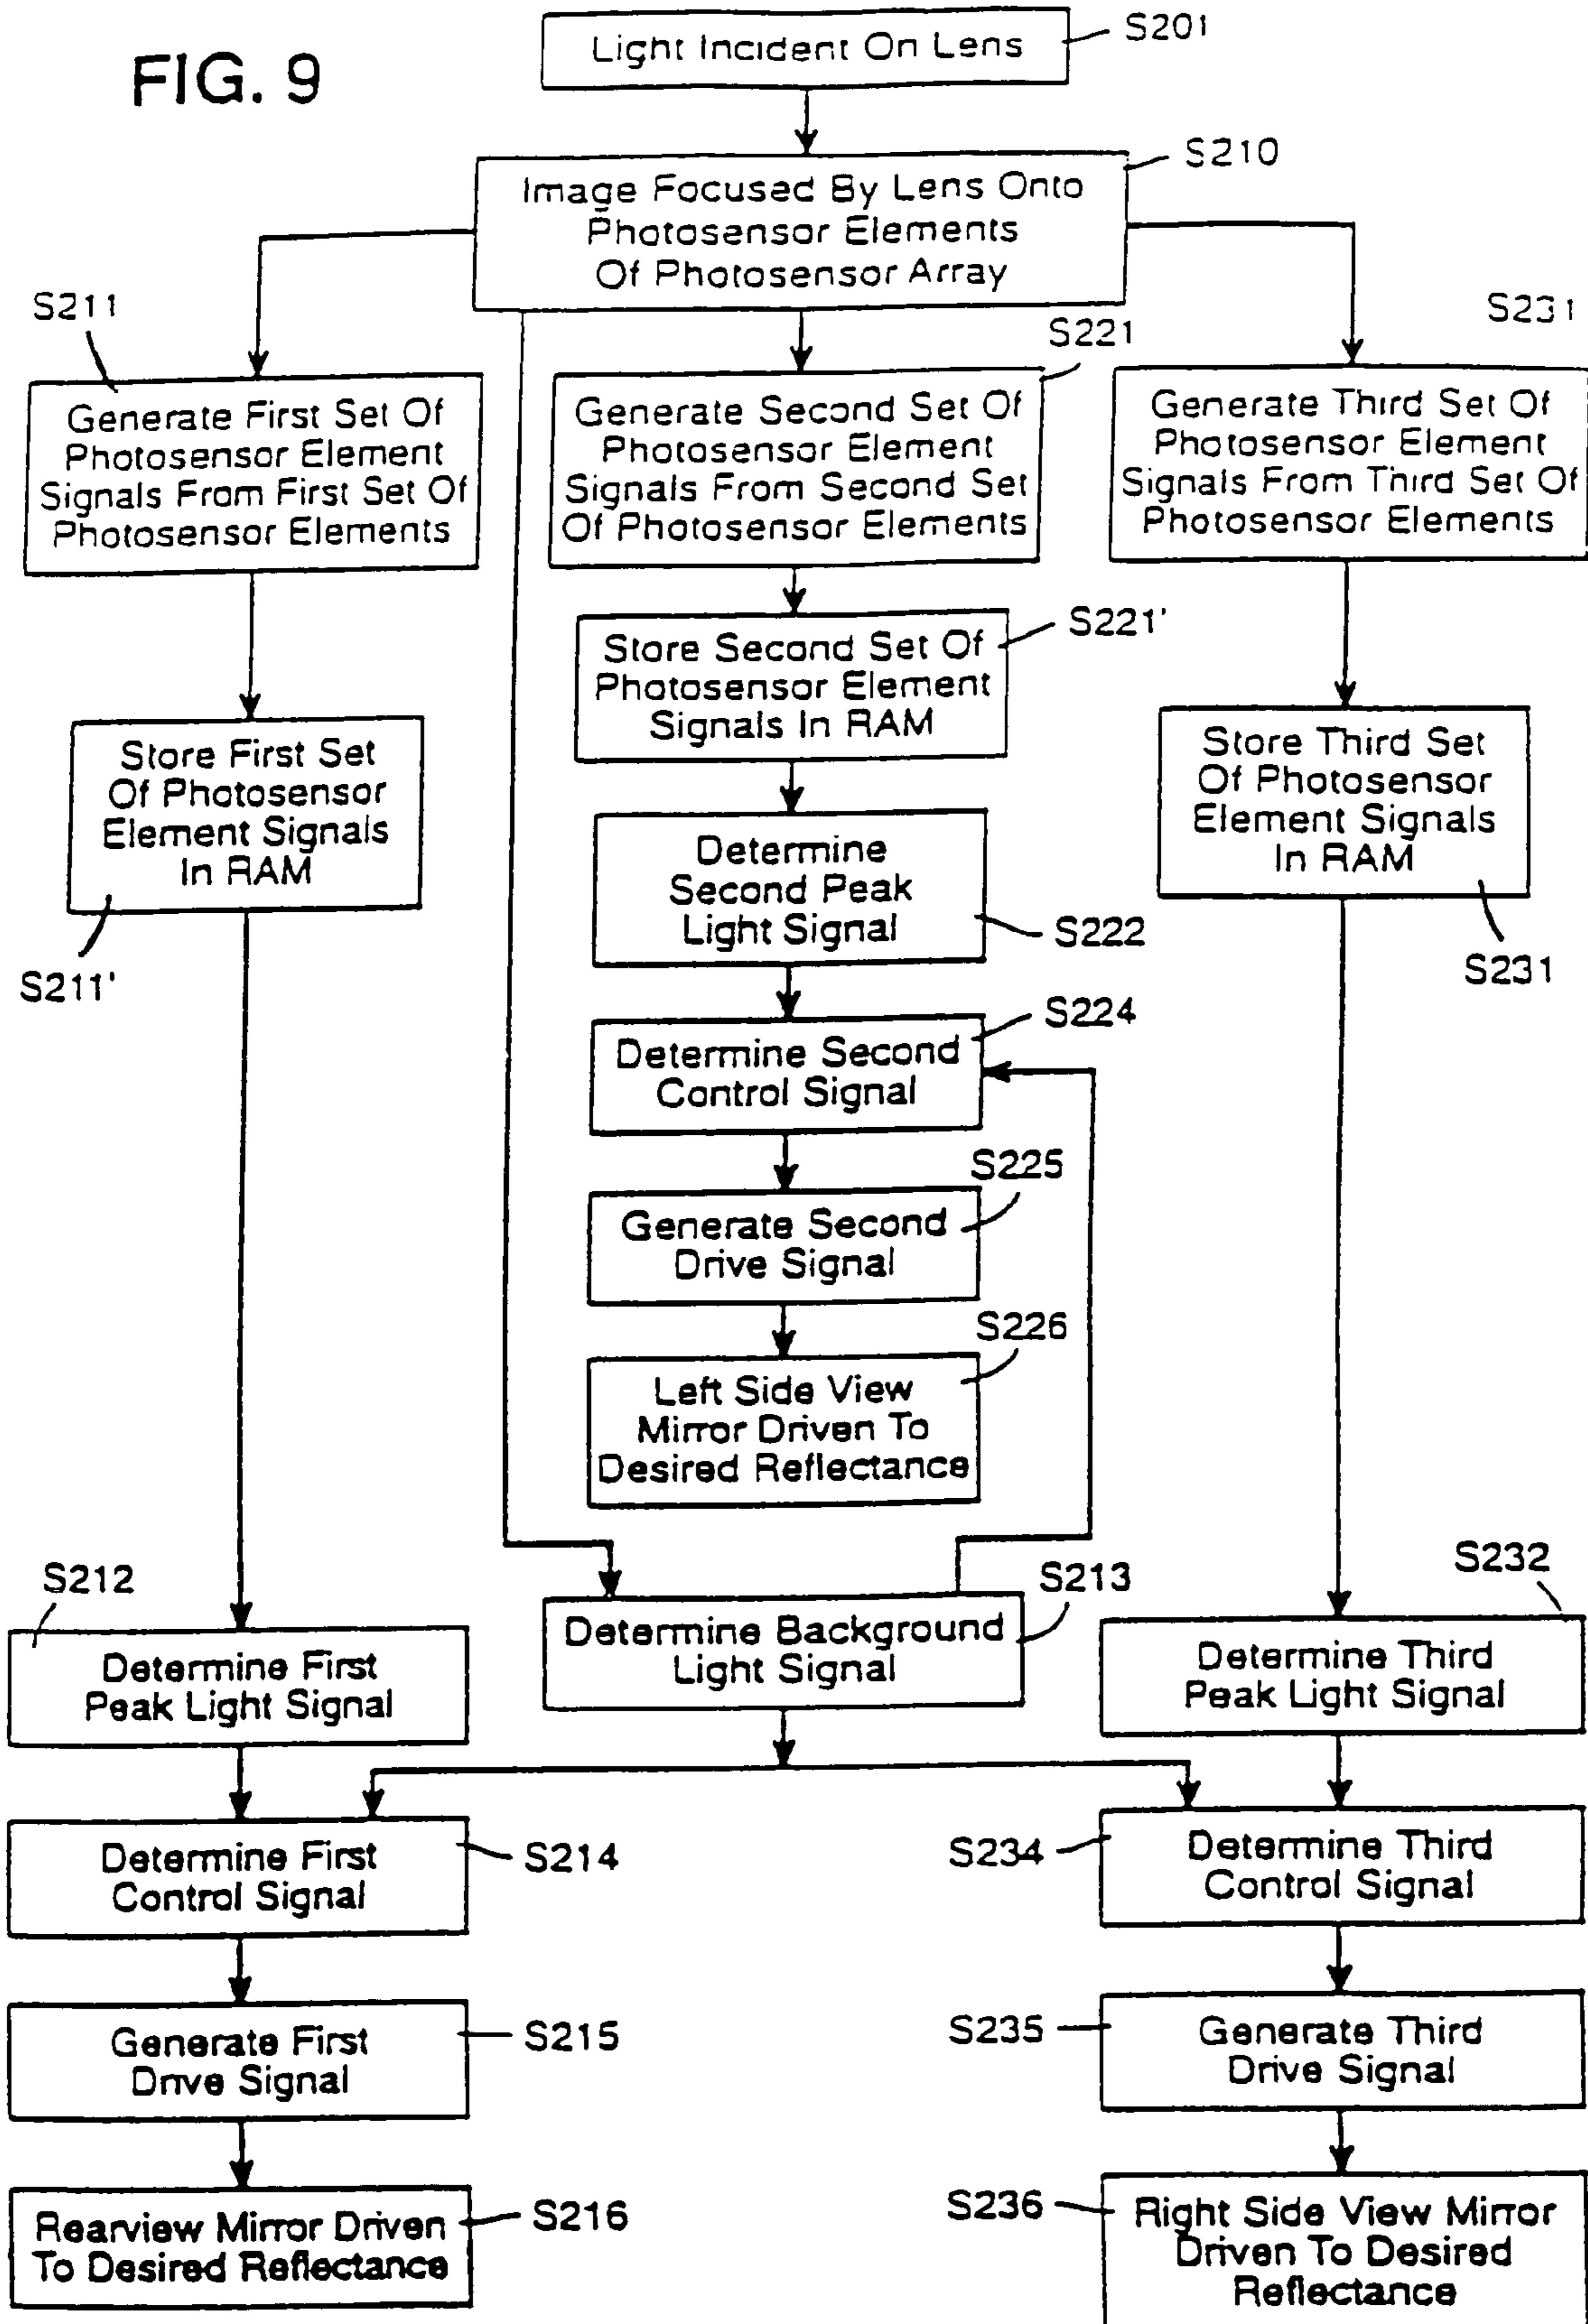 FIG. 9
Light Incident On Lens
S201
Image Focused By Lens Onto
Photosensor Elements
Of Photosensor Array
S210
S211
Generate First Set Of
Photosensor Element
Signals From First Set Of
Photosensor Elements
S221
Generate Second Set Of
Photosensor Element
Signals From Second Set
Of Photosensor Elements
S231
Generate Third Set Of
Photosensor Element
Signals From Third Set Of
Photosensor Elements
Store First Set
Of Photosensor
Element Signals
In RAM
S211'
Store Second Set Of
Photosensor Element
Signals In RAM
S221'
Store Third Set
Of Photosensor
Element Signals
In RAM
S231
Determine
Second Peak
Light Signal
S222
Determine Second
Control Signal
S224
Generate Second
Drive Signal
S225
Left Side View
Mirror Driven To
Desired Reflectance
S226
S212
Determine First
Peak Light Signal
Determine Background
Light Signal
S213
S232
Determine Third
Peak Light Signal
Determine First
Control Signal
S214
S234
Determine Third
Control Signal
Generate First
Drive Signal
S215
S235
Generate Third
Drive Signal
Rearview Mirror Driven
To Desired Reflectance
S216
S236
Right Side View Mirror
Driven To Desired
Reflectance